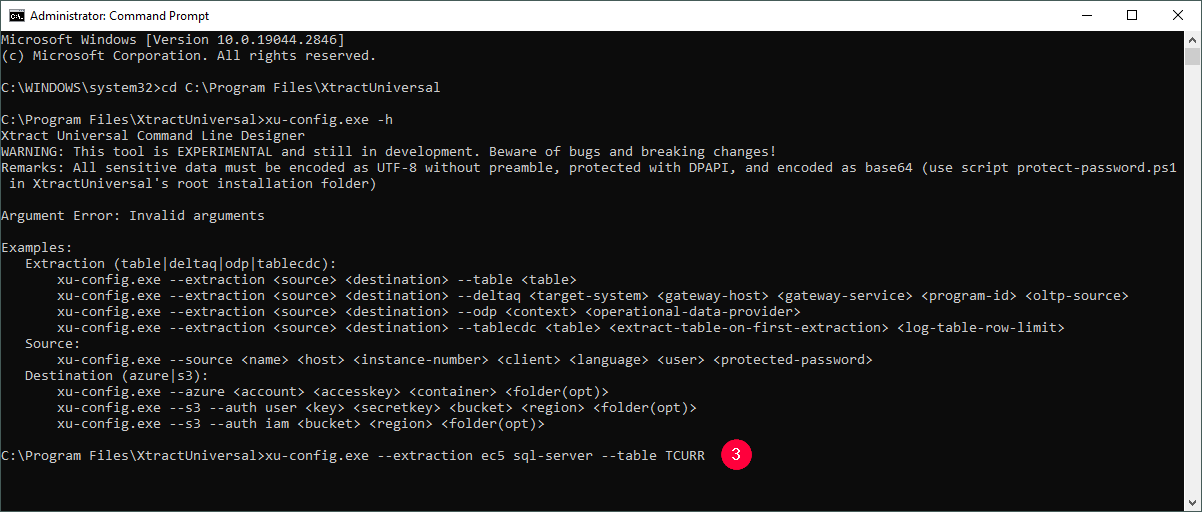 Administrator: Command Prompt
Microsoft Windows [Version 10.0.19044.2846]
(c) Microsoft Corporation. All rights reserved.
C:\WINDOWS\system32>cd C:\Program Files\XtractUniversal
C:\Program Files\XtractUniversal>xu-config.exe -h
Xtract Universal Command Line Designer
WARNING: This tool is EXPERIMENTAL and still in development. Beware of bugs and breaking changes!
Remarks: All sensitive data must be encoded as UTF-8 without preamble, protected with DPAPI, and encoded as base64 (use script protect-password.ps1
in XtractUniversal's root installation folder)
Argument Error: Invalid arguments
Examples:
Extraction (table|deltaq|odp|tablecdc):
xu-config.exe --extraction <source> <destination> --table <table>
xu-config.exe --extraction <source> <destination> --deltaq <target-system> <gateway-host> <gateway-service> <program-id> <oltp-source>
xu-config.exe --extraction <source> <destination> --odp <context> <operational-data-provider>
xu-config.exe --extraction <source> <destination> --tablecdc <table> <extract-table-on-first-extraction> <log-table-row-limit>
Source:
xu-config.exe --source <name> <host> <instance-number> <client> <language> <user> <protected-password>
Destination (azure|s3):
xu-config.exe --azure <account> <accesskey> <container> <folder(opt)>
xu-config.exe --s3 --auth user <key> <secretkey> <bucket> <region> <folder(opt)>
xu-config.exe --s3 --auth iam <bucket> <region> <folder(opt)>
C:\Program Files\XtractUniversal>xu-config.exe --extraction ec5 sql-server --table TCURR 3